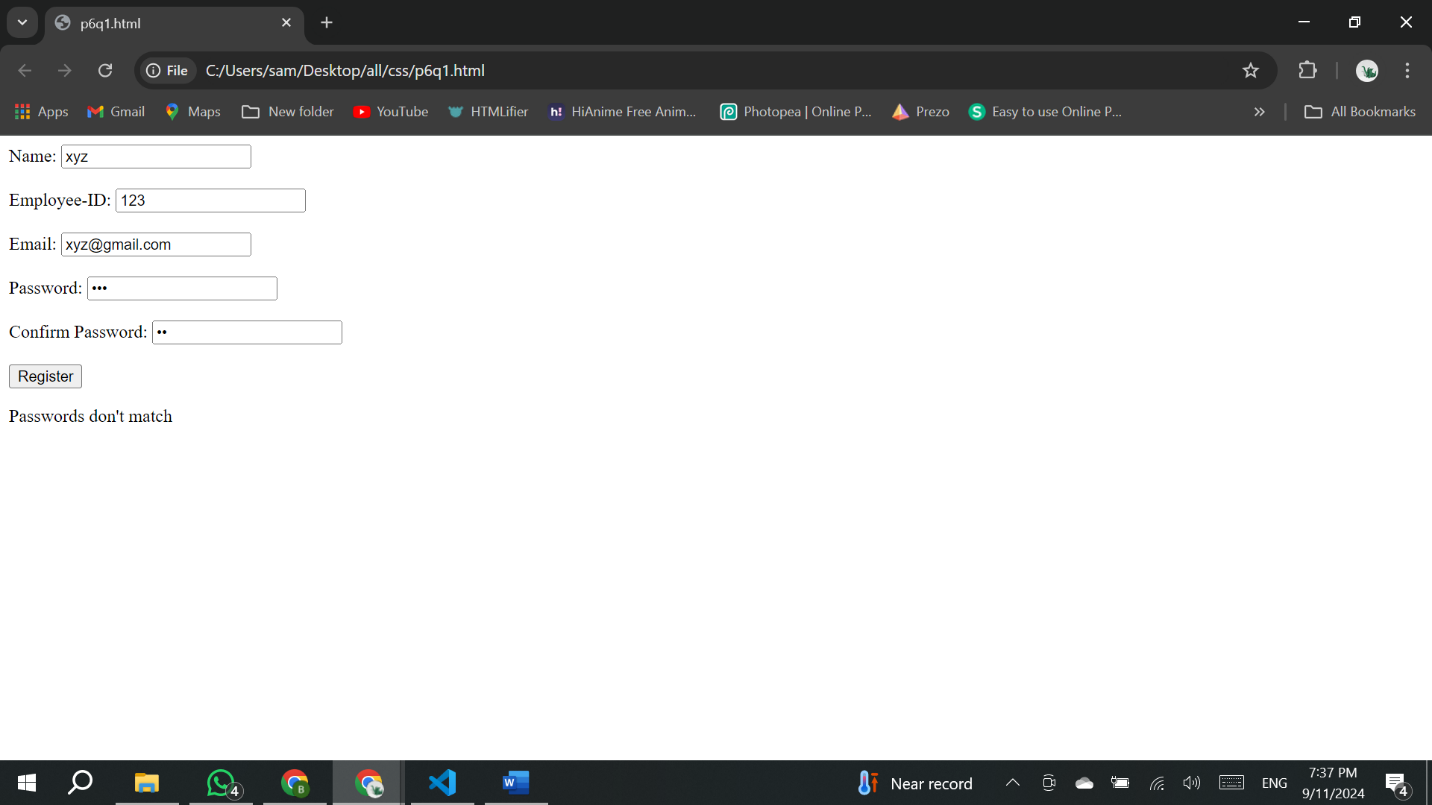 p6q1.html
File C:/Users/sam/Desktop/all/css/p6q1.html
Apps Gmail Maps New folder YouTube HTMLifier h! HiAnime Free Anim... Photopea | Online P... Prezo S Easy to use Online P... » All Bookmarks
Name: xyz
Employee-ID: 123
Email: xyz@gmail.com
Password: •••
Confirm Password: ••
Register
Passwords don't match
4 B W Near record ENG 7:37 PM 4
9/11/2024